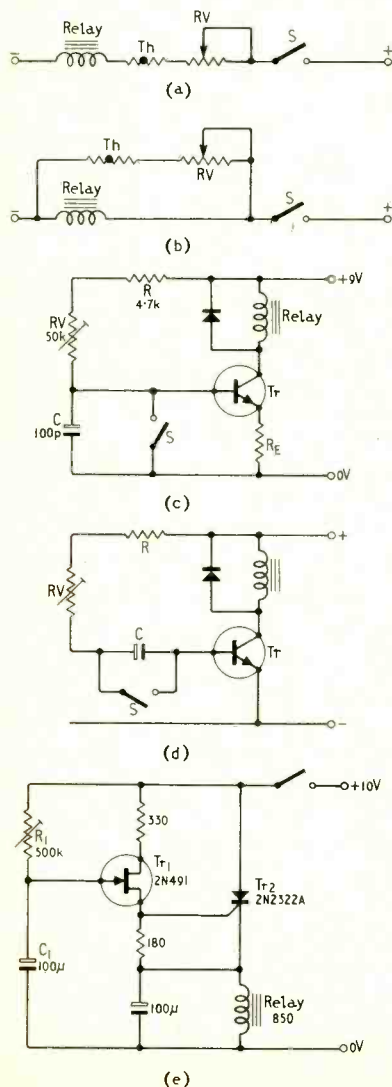 Relay
Th
RV
S
−
+
(a)
Th
RV
Relay
S
−
+
(b)
R
4·7k
+9V
RV
50k
Relay
Tr
C
100p
S
R_E
0V
(c)
R
+
RV
C
Tr
S
−
(d)
+10V
R₁
500k
330
Tr₁
2N491
Tr₂
2N2322A
180
C₁
100μ
100μ
Relay
850
0V
(e)